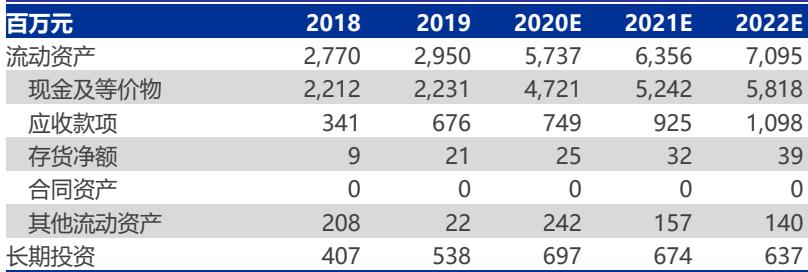 百万元 2018 2019 2020E 2021E 2022E
流动资产 2,770 2,950 5,737 6,356 7,095
现金及等价物 2,212 2,231 4,721 5,242 5,818
应收款项 341 676 749 925 1,098
存货净额 9 21 25 32 39
合同资产 0 0 0 0 0
其他流动资产 208 22 242 157 140
长期投资 407 538 697 674 637